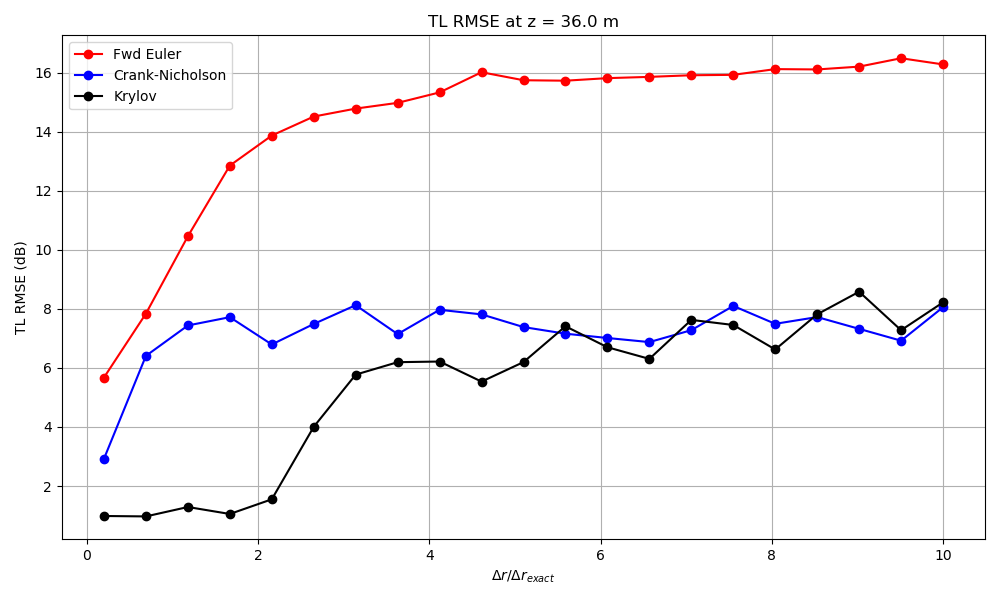 TL RMSE at z = 36.0 m
Fwd Euler
Crank-Nicholson
Krylov
TL RMSE (dB)
16
14
12
10
8
6
4
2
0 2 4 6 8 10
Δr/Δr_exact